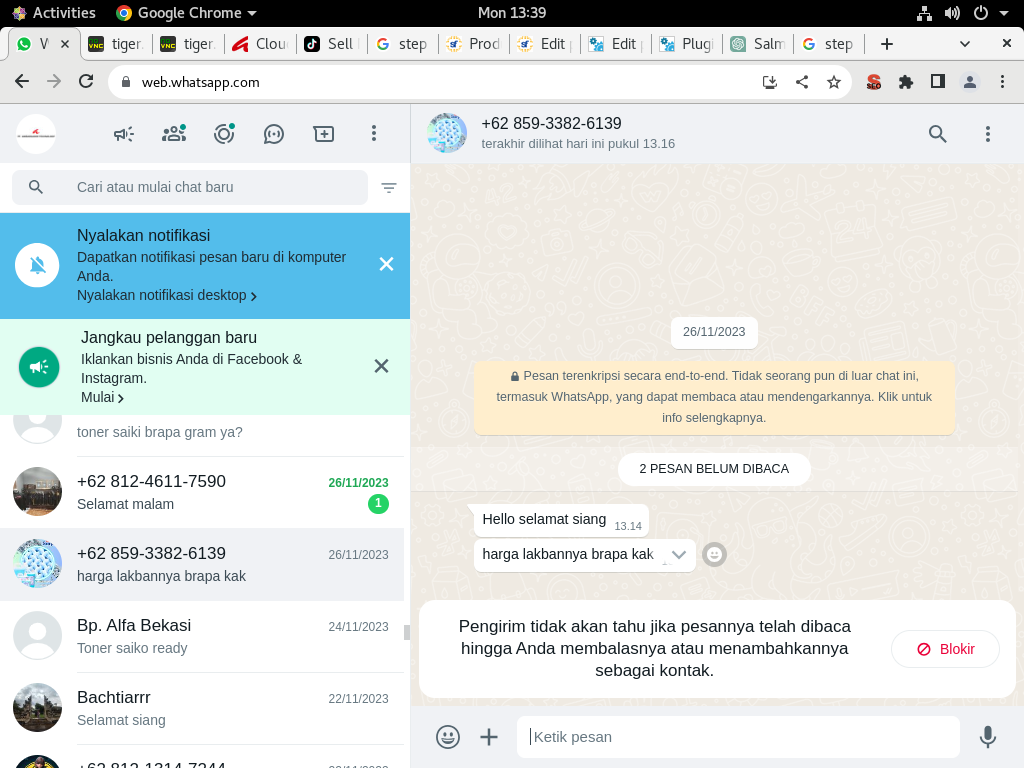 Activities
Google Chrome
Mon 13:39
W
tiger.
tiger.
Clou
Sell
step
Prod
Edit
Edit
Plugi
Salm
step
web.whatsapp.com
SEO
Cari atau mulai chat baru
Nyalakan notifikasi
Dapatkan notifikasi pesan baru di komputer
Anda.
Nyalakan notifikasi desktop
Jangkau pelanggan baru
Iklankan bisnis Anda di Facebook &
Instagram.
Mulai
toner saiki brapa gram ya?
+62 812-4611-7590
26/11/2023
Selamat malam
1
+62 859-3382-6139
26/11/2023
harga lakbannya brapa kak
Bp. Alfa Bekasi
24/11/2023
Toner saiko ready
Bachtiarrr
22/11/2023
Selamat siang
+62 859-3382-6139
terakhir dilihat hari ini pukul 13.16
26/11/2023
Pesan terenkripsi secara end-to-end. Tidak seorang pun di luar chat ini,
termasuk WhatsApp, yang dapat membaca atau mendengarkannya. Klik untuk
info selengkapnya.
2 PESAN BELUM DIBACA
Hello selamat siang
13.14
harga lakbannya brapa kak
Pengirim tidak akan tahu jika pesannya telah dibaca
hingga Anda membalasnya atau menambahkannya
sebagai kontak.
Blokir
Ketik pesan